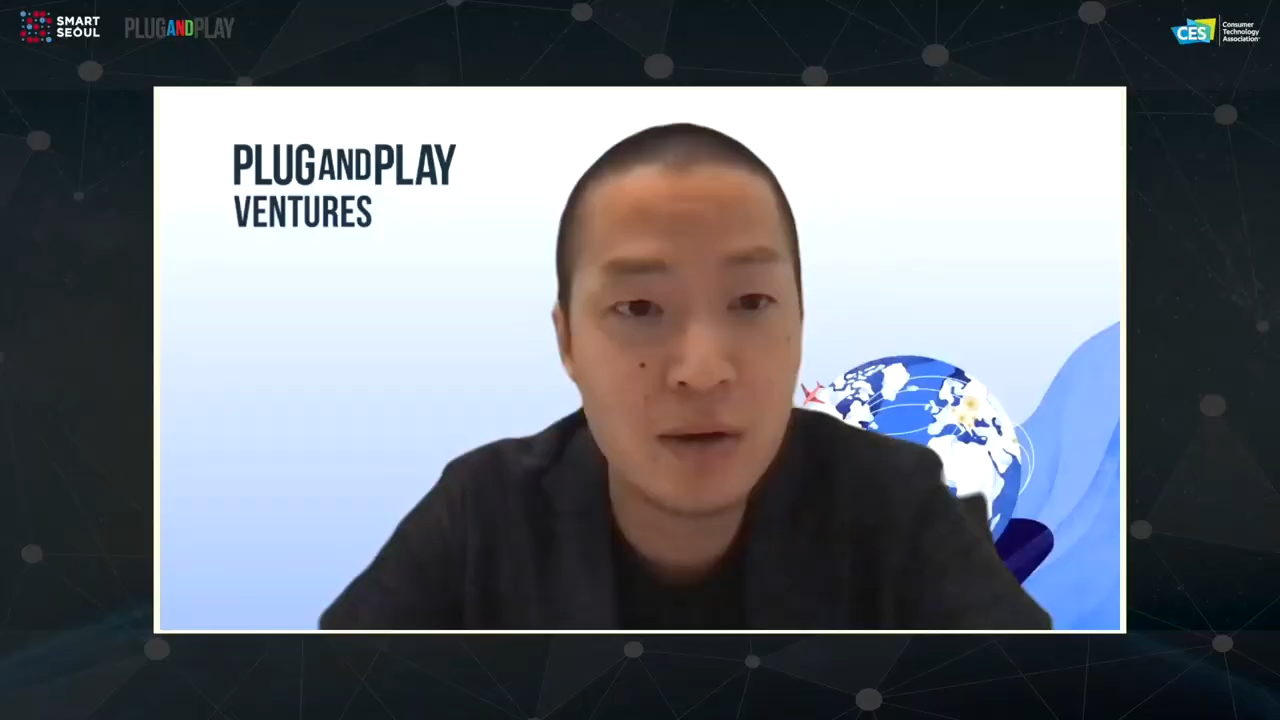 SMART
SEOUL
PLUGANDPLAY
CES
Consumer
Technology
Association
PLUGANDPLAY
VENTURES